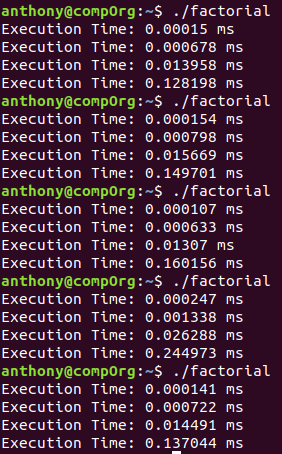 anthony@compOrg:~$ ./factorial
Execution Time: 0.00015 ms
Execution Time: 0.000678 ms
Execution Time: 0.013958 ms
Execution Time: 0.128198 ms
anthony@compOrg:~$ ./factorial
Execution Time: 0.000154 ms
Execution Time: 0.000798 ms
Execution Time: 0.015669 ms
Execution Time: 0.149701 ms
anthony@compOrg:~$ ./factorial
Execution Time: 0.000107 ms
Execution Time: 0.000633 ms
Execution Time: 0.01307 ms
Execution Time: 0.160156 ms
anthony@compOrg:~$ ./factorial
Execution Time: 0.000247 ms
Execution Time: 0.001338 ms
Execution Time: 0.026288 ms
Execution Time: 0.244973 ms
anthony@compOrg:~$ ./factorial
Execution Time: 0.000141 ms
Execution Time: 0.000722 ms
Execution Time: 0.014491 ms
Execution Time: 0.137044 ms